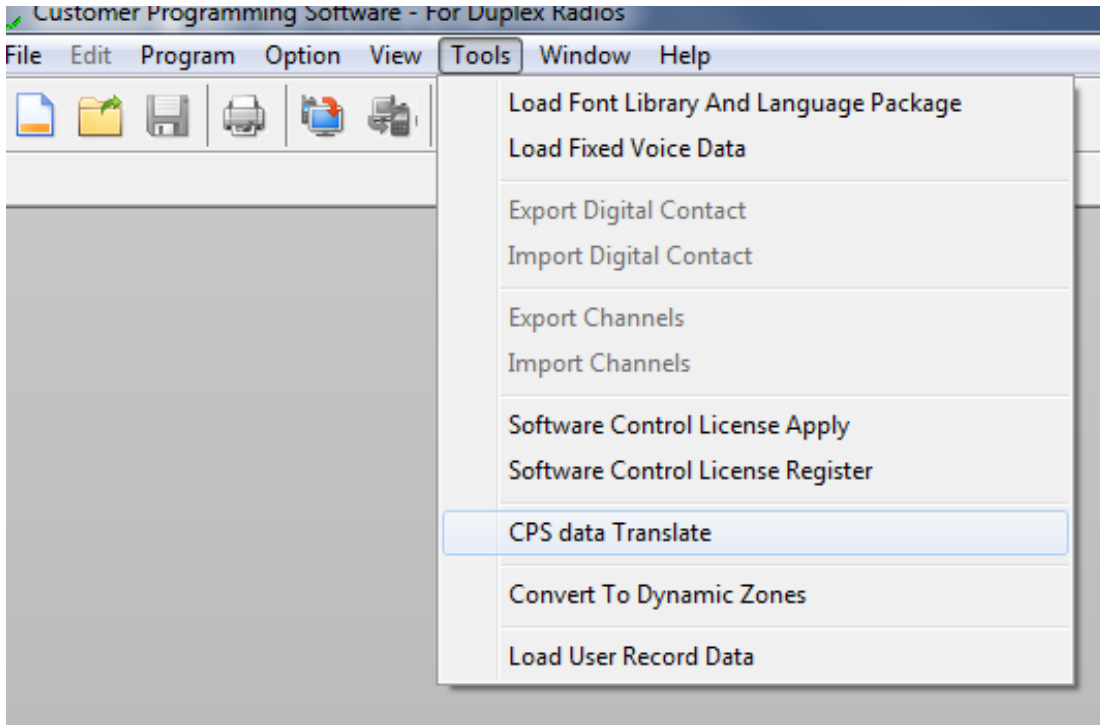 Customer Programming Software - For Duplex Radios
File Edit Program Option View Tools Window Help
Load Font Library And Language Package
Load Fixed Voice Data
Export Digital Contact
Import Digital Contact
Export Channels
Import Channels
Software Control License Apply
Software Control License Register
CPS data Translate
Convert To Dynamic Zones
Load User Record Data